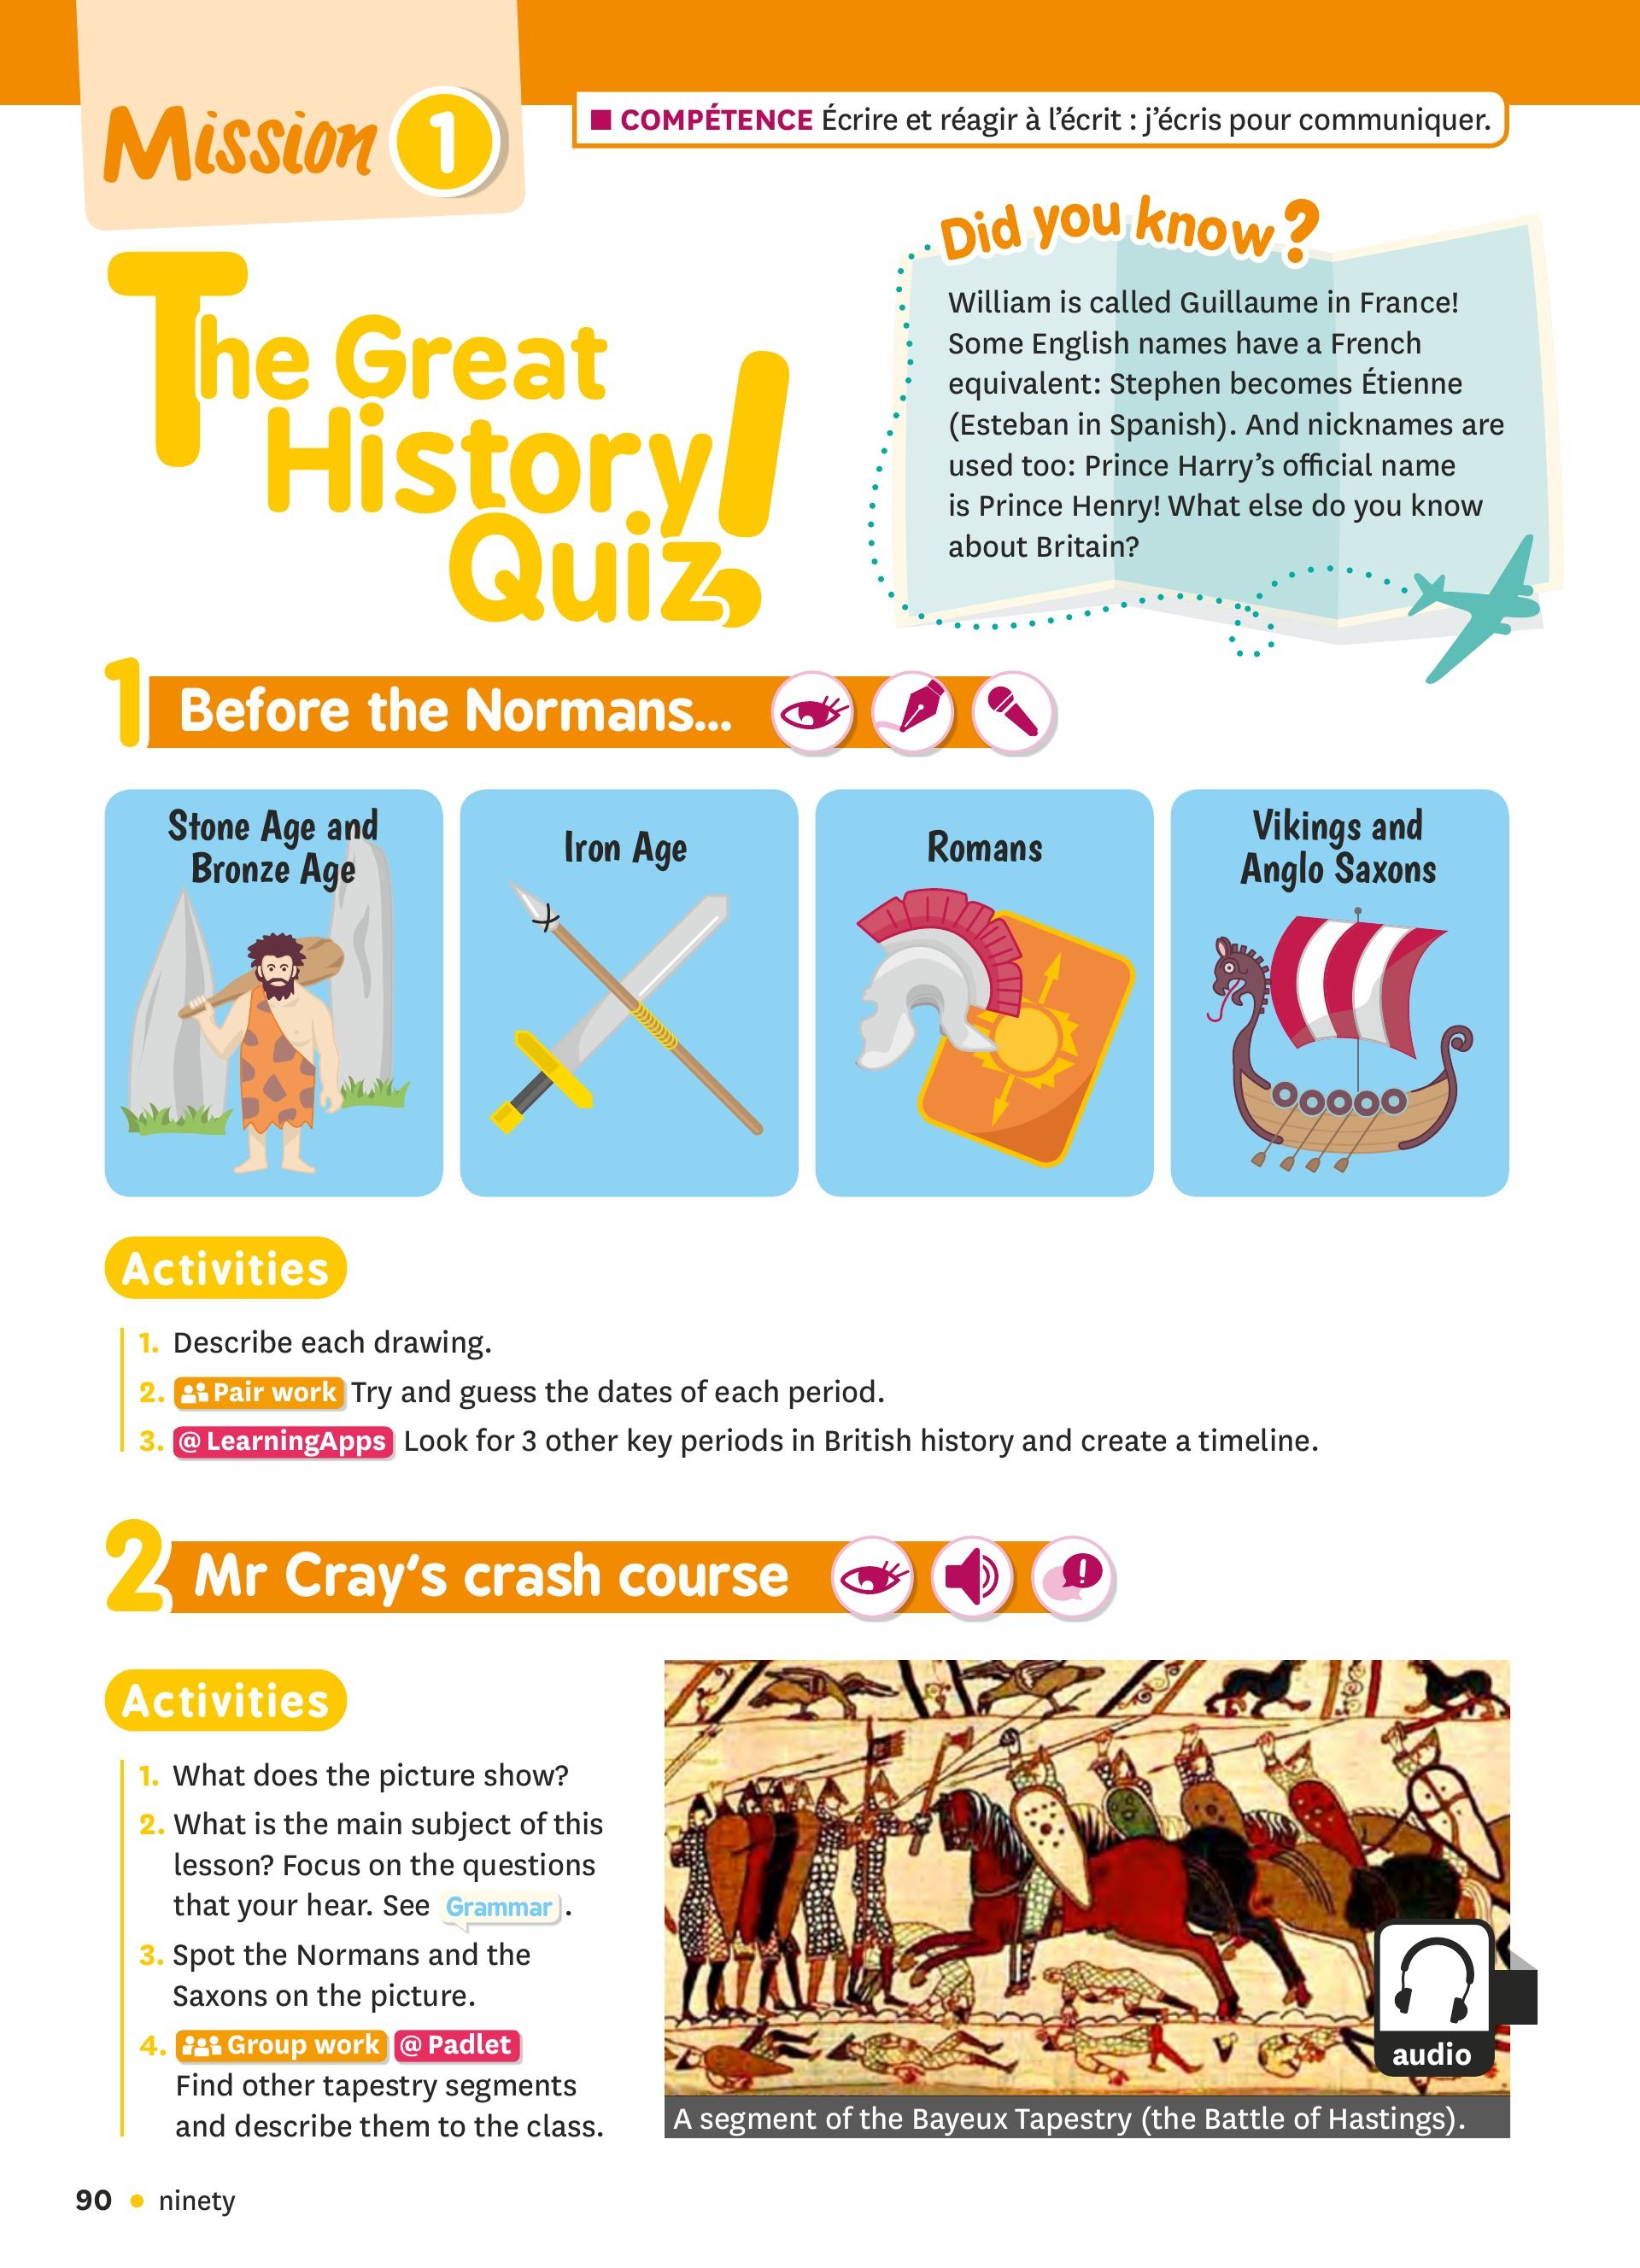 Mission 1
■ COMPÉTENCE Écrire et réagir à l'écrit : j'écris pour communiquer.
The Great
History
Quiz!
Did you know?
William is called Guillaume in France!
Some English names have a French
equivalent: Stephen becomes Étienne
(Esteban in Spanish). And nicknames are
used too: Prince Harry's official name
is Prince Henry! What else do you know
about Britain?
1 Before the Normans...
Stone Age and
Bronze Age
Iron Age
Romans
Vikings and
Anglo Saxons
Activities
1. Describe each drawing.
2. Pair work Try and guess the dates of each period.
3. @ LearningApps Look for 3 other key periods in British history and create a timeline.
2 Mr Cray's crash course
Activities
1. What does the picture show?
2. What is the main subject of this
lesson? Focus on the questions
that your hear. See Grammar.
3. Spot the Normans and the
Saxons on the picture.
4. Group work @ Padlet
Find other tapestry segments
and describe them to the class.
audio
A segment of the Bayeux Tapestry (the Battle of Hastings).
90 • ninety